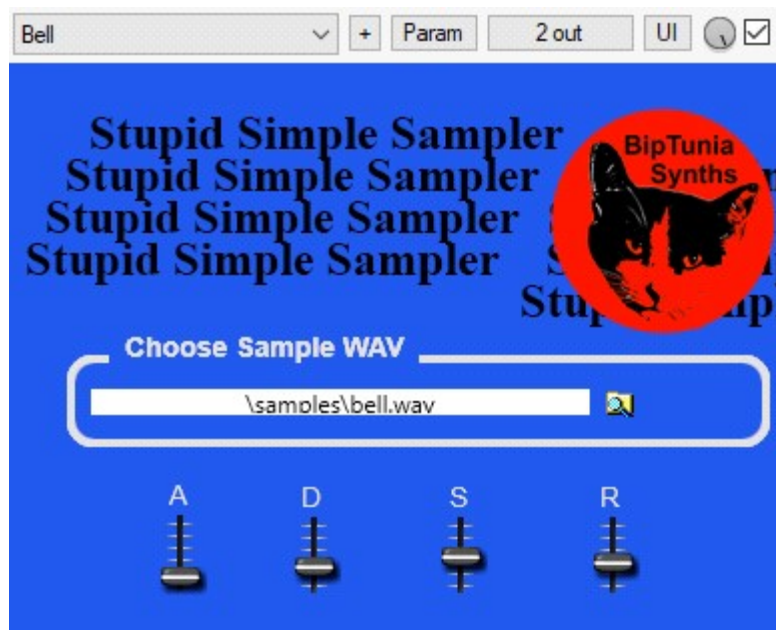 Bell + Param 2 out UI
Stupid Simple Sampler
Stupid Simple Sampler
Stupid Simple Sampler
Stupid Simple Sampler
BipTunia
Synths
Choose Sample WAV
\samples\bell.wav
A D S R